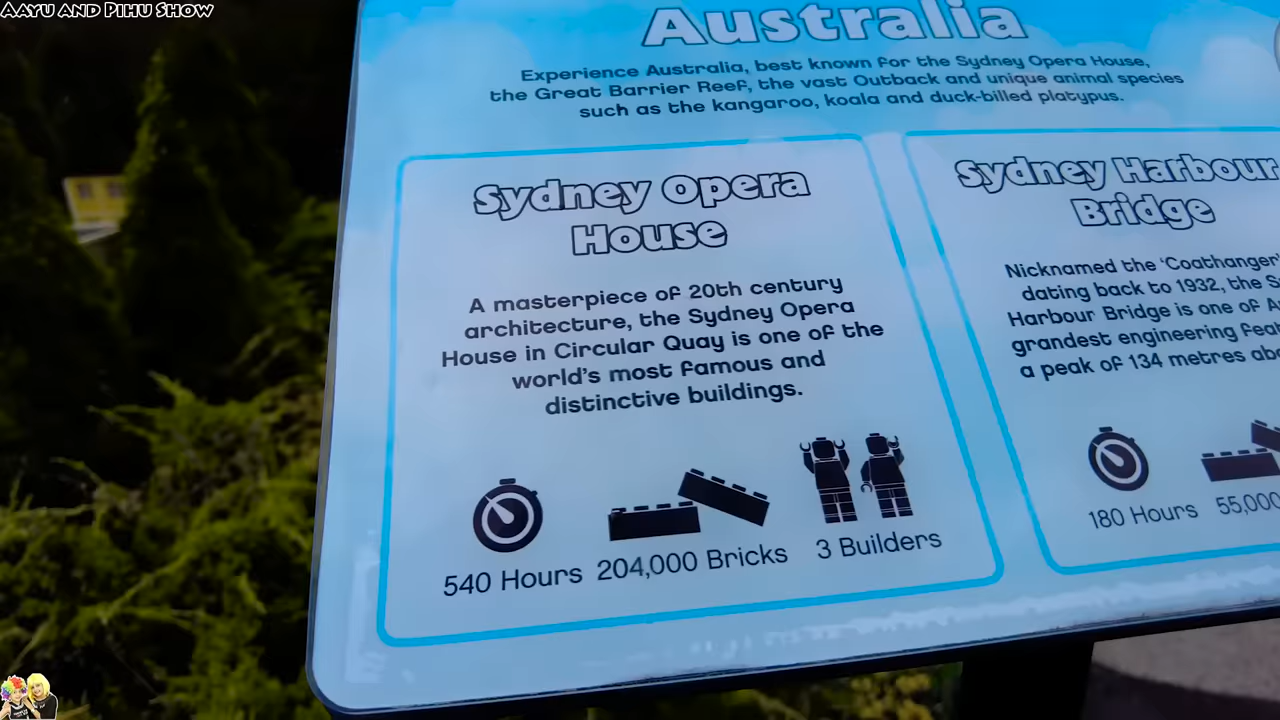 Aayu and Pihu Show
Australia
Experience Australia, best known for the Sydney Opera House,
the Great Barrier Reef, the vast Outback and unique animal species
such as the kangaroo, koala and duck-billed platypus.
Sydney Opera
House
A masterpiece of 20th century
architecture, the Sydney Opera
House in Circular Quay is one of the
world's most famous and
distinctive buildings.
540 Hours
204,000 Bricks
3 Builders
Sydney Harbour
Bridge
Nicknamed the 'Coathanger'
dating back to 1932, the
Harbour Bridge is one of
grandest engineering
a peak of 134 metres
180 Hours
55,000